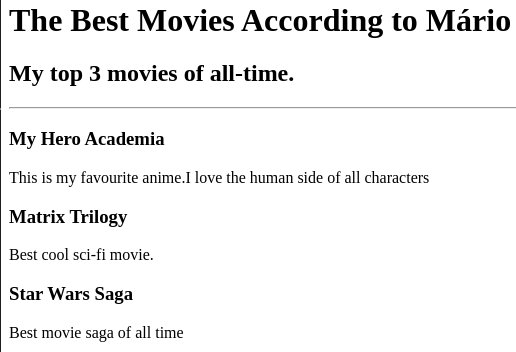 The Best Movies According to Mário
My top 3 movies of all-time.
My Hero Academia
This is my favourite anime.I love the human side of all characters
Matrix Trilogy
Best cool sci-fi movie.
Star Wars Saga
Best movie saga of all time